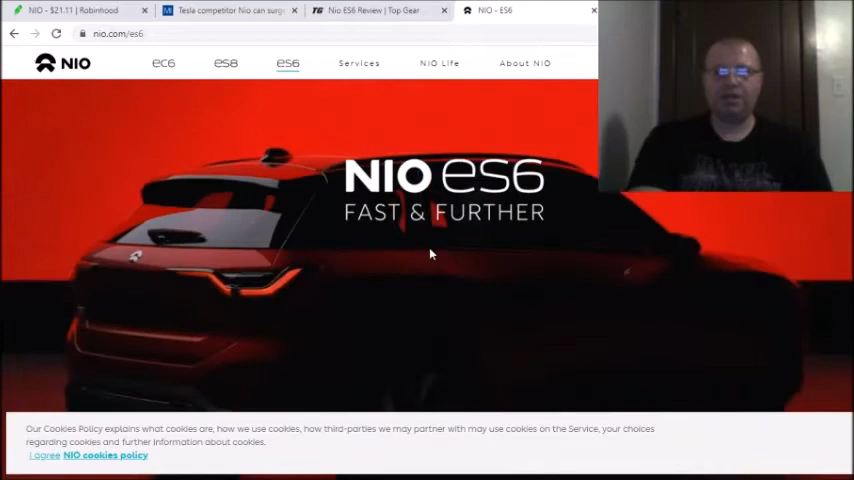 NIO - $21.11 | Robinhood
Tesla competitor Nio can surge
TG Nio ES6 Review | Top Gear
NIO - ES6
nio.com/es6
NIO
ec6
es8
es6
Services
NIO Life
About NIO
NIO es6
FAST & FURTHER
Our Cookies Policy explains what cookies are, how we use cookies, how third-parties we may partner with may use cookies on the Service, your choices
regarding cookies and further information about cookies.
I agree NIO cookies policy